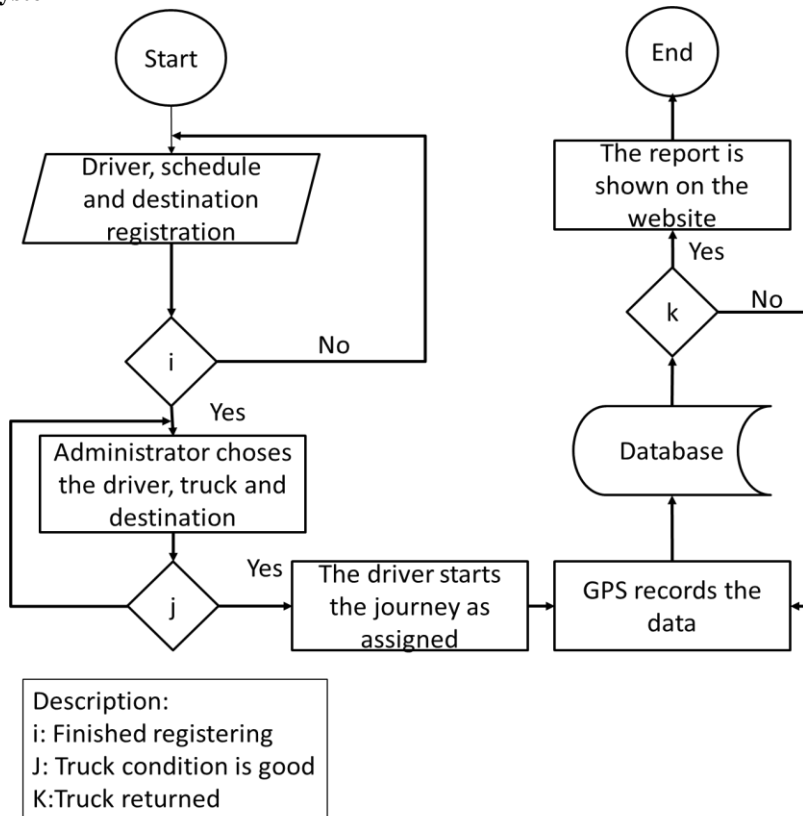 Start
Driver, schedule
and destination
registration
i
No
Yes
Administrator choses
the driver, truck and
destination
j
Yes
The driver starts
the journey as
assigned
GPS records the
data
Database
k
No
Yes
The report is
shown on the
website
End
Description:
i: Finished registering
J: Truck condition is good
K:Truck returned